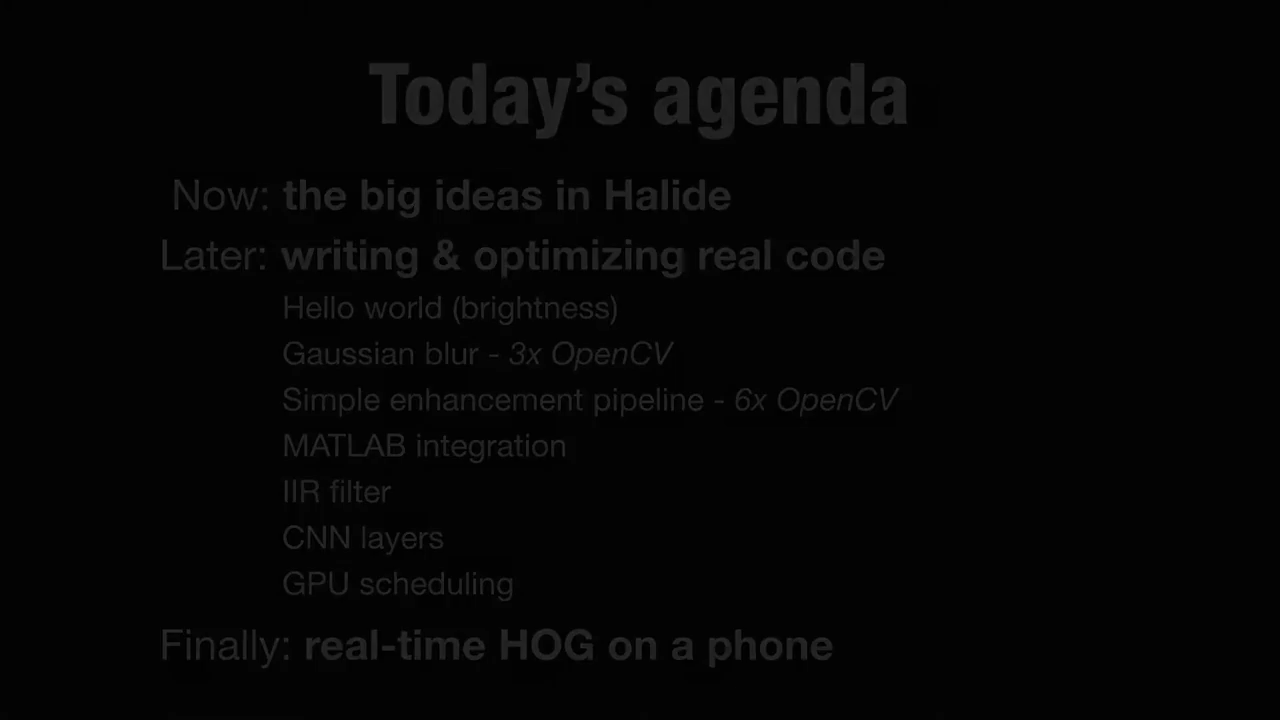 Today’s agenda
Now: the big ideas in Halide
Later: writing & optimizing real code
Hello world (brightness)
Gaussian blur - 3x OpenCV
Simple enhancement pipeline - 6x OpenCV
MATLAB integration
IIR filter
CNN layers
GPU scheduling
Finally: real-time HOG on a phone